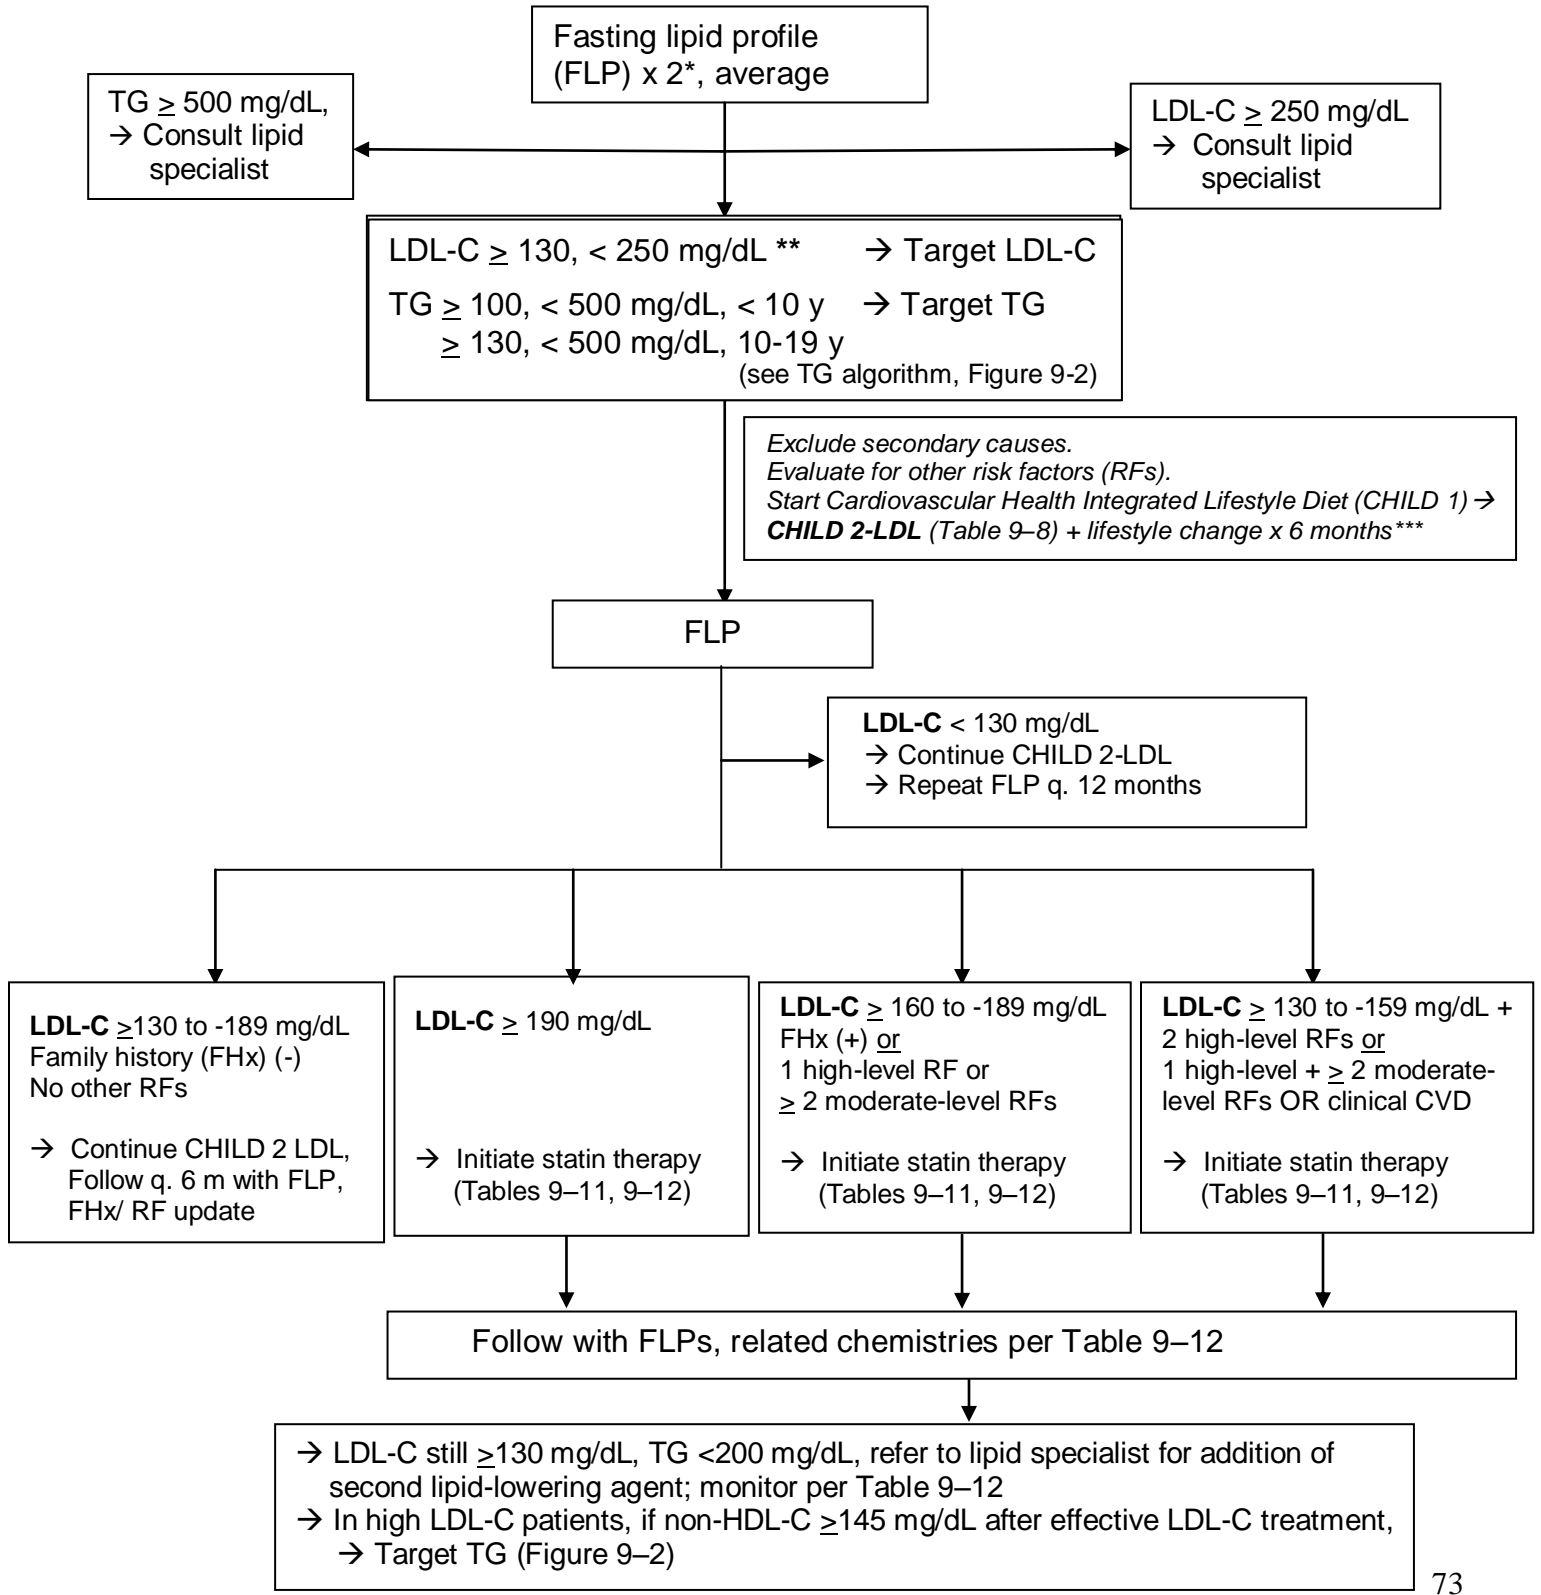 Fasting lipid profile
(FLP) x 2*, average
TG ≥ 500 mg/dL,
→ Consult lipid
specialist
LDL-C ≥ 250 mg/dL
→ Consult lipid
specialist
LDL-C ≥ 130, < 250 mg/dL ** → Target LDL-C
TG ≥ 100, < 500 mg/dL, < 10 y → Target TG
≥ 130, < 500 mg/dL, 10-19 y
(see TG algorithm, Figure 9-2)
Exclude secondary causes.
Evaluate for other risk factors (RFs).
Start Cardiovascular Health Integrated Lifestyle Diet (CHILD 1) →
CHILD 2-LDL (Table 9–8) + lifestyle change x 6 months***
FLP
LDL-C < 130 mg/dL
→ Continue CHILD 2-LDL
→ Repeat FLP q. 12 months
LDL-C ≥130 to -189 mg/dL
Family history (FHx) (-)
No other RFs
→ Continue CHILD 2 LDL,
Follow q. 6 m with FLP,
FHx/ RF update
LDL-C ≥ 190 mg/dL
→ Initiate statin therapy
(Tables 9–11, 9–12)
LDL-C ≥ 160 to -189 mg/dL
FHx (+) or
1 high-level RF or
≥ 2 moderate-level RFs
→ Initiate statin therapy
(Tables 9–11, 9–12)
LDL-C ≥ 130 to -159 mg/dL +
2 high-level RFs or
1 high-level + ≥ 2 moderate-
level RFs OR clinical CVD
→ Initiate statin therapy
(Tables 9–11, 9–12)
Follow with FLPs, related chemistries per Table 9–12
→ LDL-C still ≥130 mg/dL, TG <200 mg/dL, refer to lipid specialist for addition of
second lipid-lowering agent; monitor per Table 9–12
→ In high LDL-C patients, if non-HDL-C ≥145 mg/dL after effective LDL-C treatment,
→ Target TG (Figure 9–2)
73